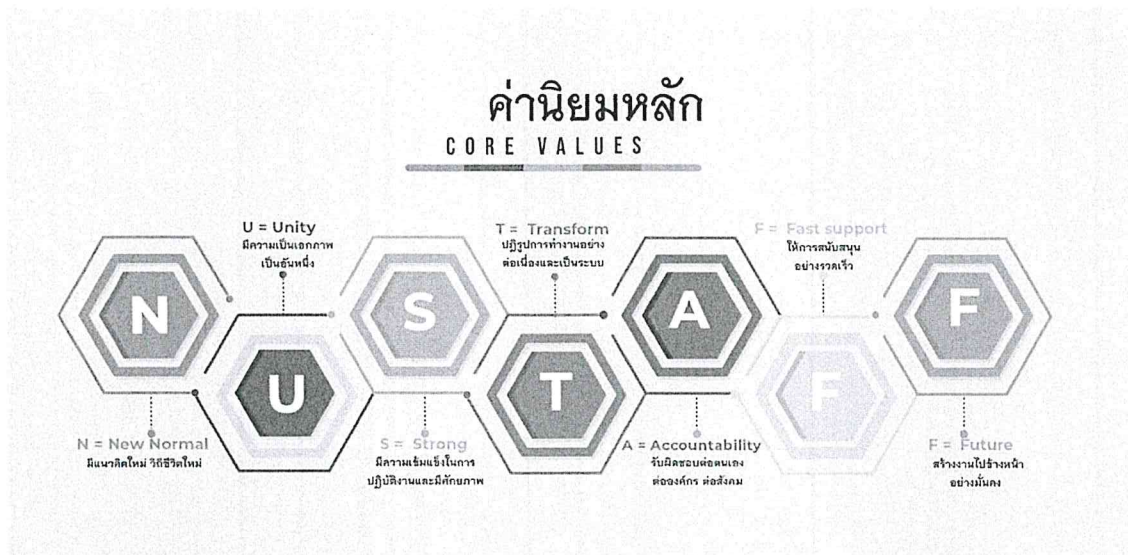 ค่านิยมหลัก
CORE VALUES
N
N = New Normal
มีแนวคิดใหม่ วิถีชีวิตใหม่
U = Unity
มีความเป็นเอกภาพ
เป็นอันหนึ่ง
U
S
S = Strong
มีความเข้มแข็งในการ
ปฏิบัติงานและมีศักยภาพ
T = Transform
ปฏิรูปการทำงานอย่าง
ต่อเนื่องและเป็นระบบ
T
A
A = Accountability
รับผิดชอบต่อตนเอง
ต่อองค์กร ต่อสังคม
F = Fast support
ให้การสนับสนุน
อย่างรวดเร็ว
F
F
F = Future
สร้างงานไปข้างหน้า
อย่างมั่นคง